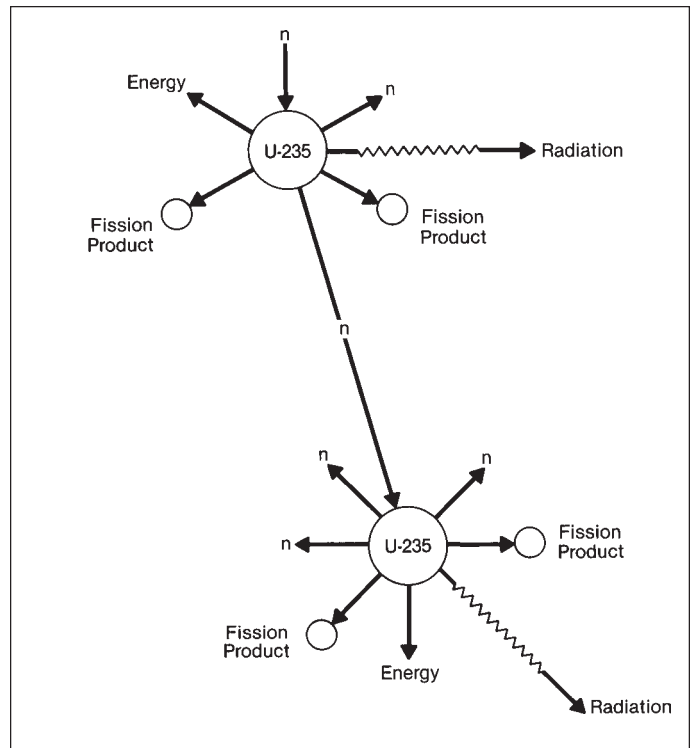 n
Energy
n
U-235
Radiation
Fission
Product
Fission
Product
n
n
n
n
U-235
Fission
Product
Fission
Product
Energy
Radiation